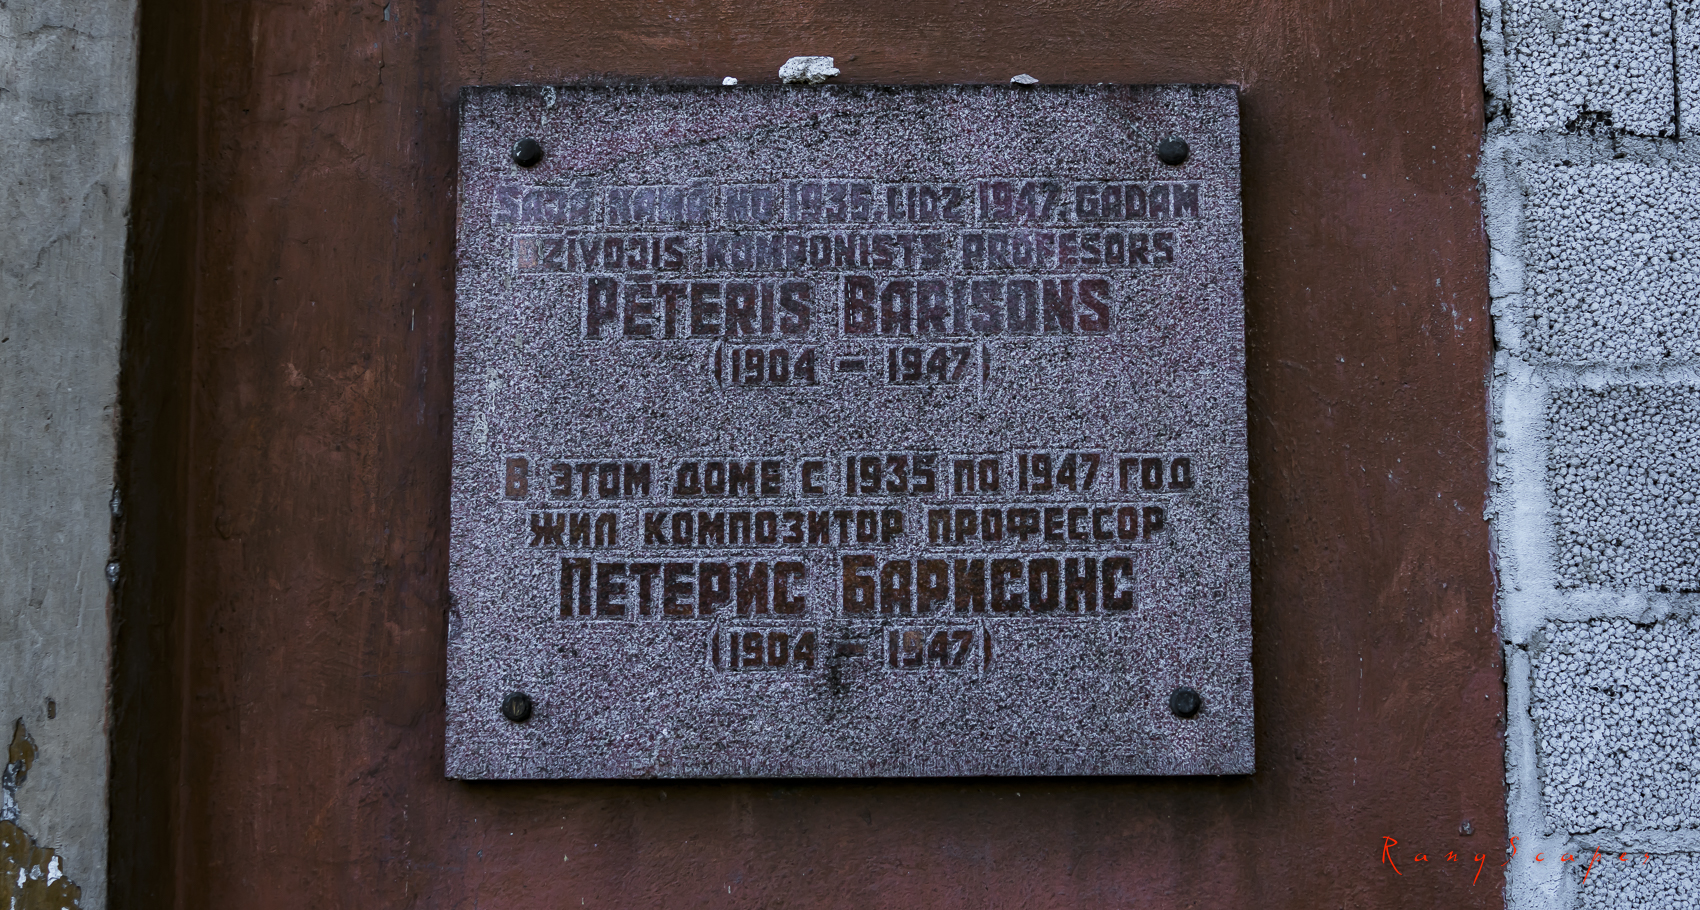 ŠAJĀ NAMĀ NO 1935. LĪDZ 1947. GADAM
DZĪVOJIS KOMPONISTS PROFESORS
PĒTERIS BARISONS
(1904 – 1947)
В ЭТОМ ДОМЕ С 1935 ПО 1947 ГОД
ЖИЛ КОМПОЗИТОР ПРОФЕССОР
ПЕТЕРИС БАРИСОНС
(1904 – 1947)
RanyScapes